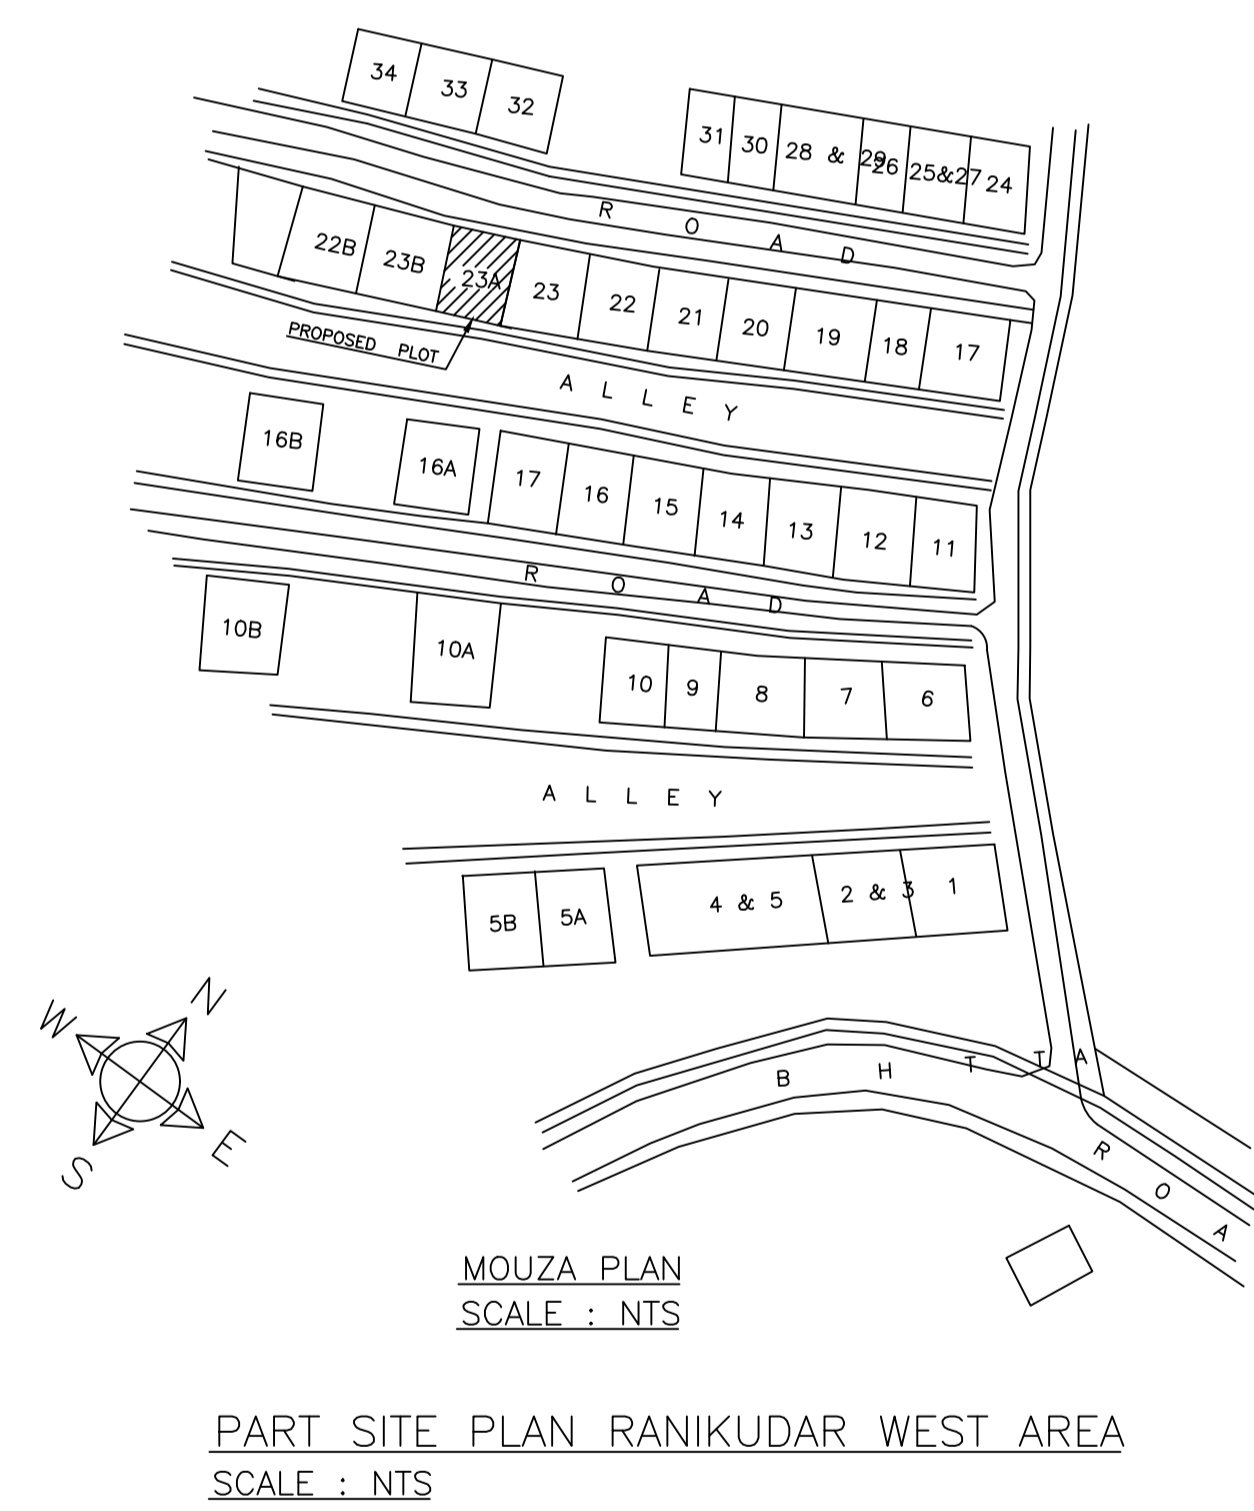 34 33 32
31 30 28 & 29 26 25&27 24
R O A D
22B 23B 23A 23 22 21 20 19 18 17
PROPOSED PLOT
A L L E Y
16B 16A 17 16 15 14 13 12 11
R O A D
10B 10A 10 9 8 7 6
A L L E Y
5B 5A 4 & 5 2 & 3 1
N
W
E
S
B H T T A
R O A
MOUZA PLAN
SCALE : NTS
PART SITE PLAN RANIKUDAR WEST AREA
SCALE : NTS